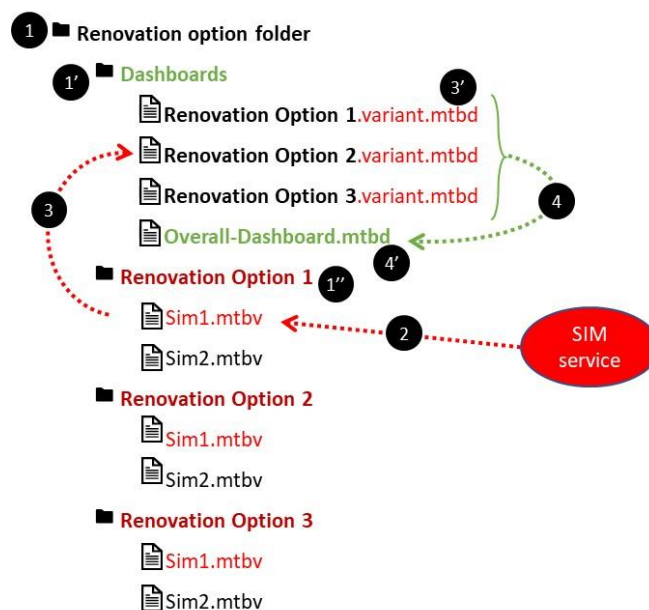 1 Renovation option folder
1’ Dashboards
3’
Renovation Option 1.variant.mtbd
Renovation Option 2.variant.mtbd
Renovation Option 3.variant.mtbd
3
4
Overall-Dashboard.mtbd
4’
Renovation Option 1
1’’
Sim1.mtbv
2
SIM
service
Sim2.mtbv
Renovation Option 2
Sim1.mtbv
Sim2.mtbv
Renovation Option 3
Sim1.mtbv
Sim2.mtbv